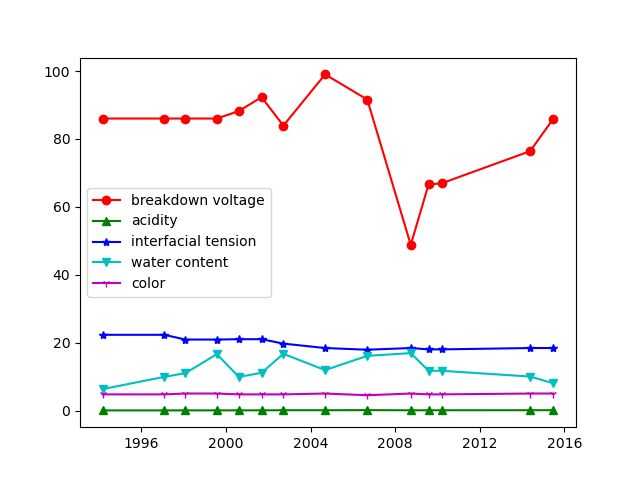 100
80
60
40
20
0
breakdown voltage
acidity
interfacial tension
water content
color
1996 2000 2004 2008 2012 2016